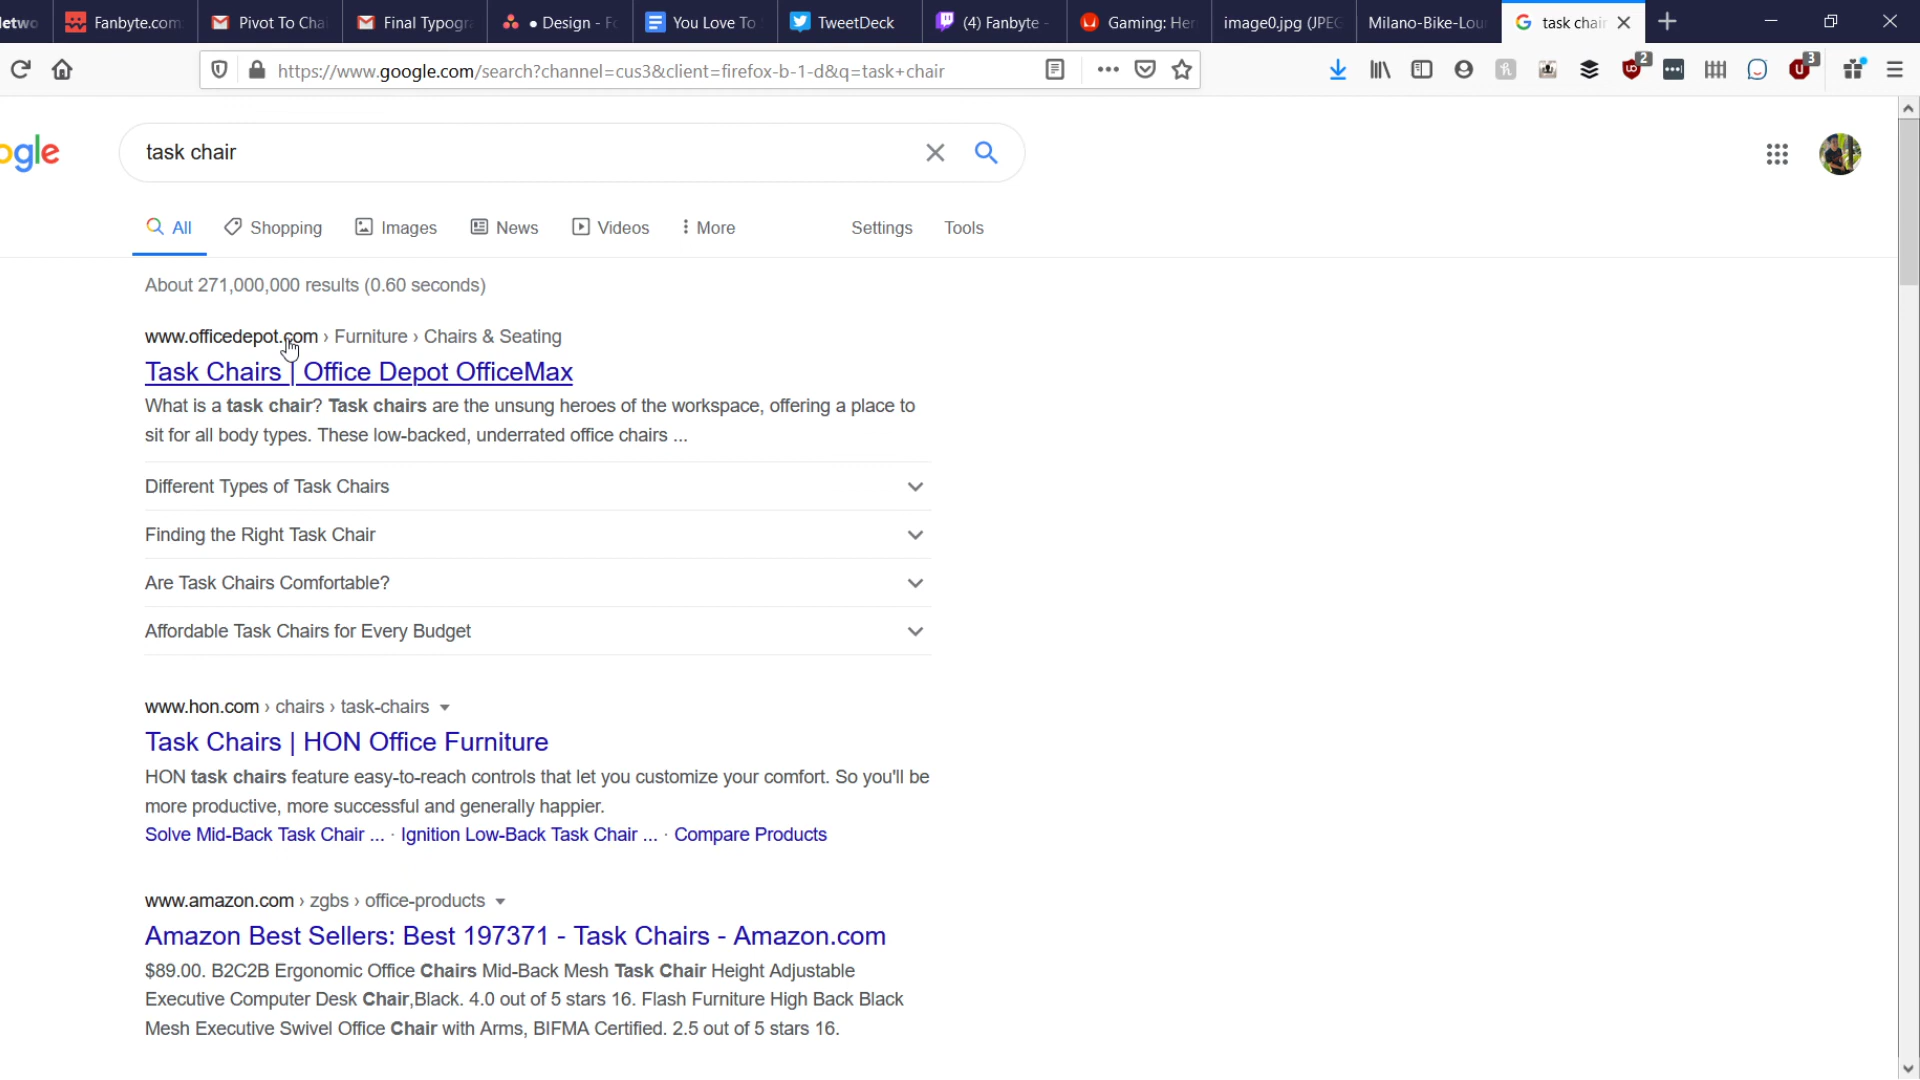 etwo
Fanbyte.com
Pivot To Cha
Final Typogra
• Design - Fo
You Love To
TweetDeck
(4) Fanbyte -
Gaming: Her
image0.jpg (JPEG
Milano-Bike-Lou
task chair
https://www.google.com/search?channel=cus3&client=firefox-b-1-d&q=task+chair
2
3
ogle
task chair
All
Shopping
Images
News
Videos
More
Settings
Tools
About 271,000,000 results (0.60 seconds)
www.officedepot.com › Furniture › Chairs & Seating
Task Chairs | Office Depot OfficeMax
What is a task chair? Task chairs are the unsung heroes of the workspace, offering a place to
sit for all body types. These low-backed, underrated office chairs ...
Different Types of Task Chairs
Finding the Right Task Chair
Are Task Chairs Comfortable?
Affordable Task Chairs for Every Budget
www.hon.com › chairs › task-chairs
Task Chairs | HON Office Furniture
HON task chairs feature easy-to-reach controls that let you customize your comfort. So you'll be
more productive, more successful and generally happier.
Solve Mid-Back Task Chair ... · Ignition Low-Back Task Chair ... · Compare Products
www.amazon.com › zgbs › office-products
Amazon Best Sellers: Best 197371 - Task Chairs - Amazon.com
$89.00. B2C2B Ergonomic Office Chairs Mid-Back Mesh Task Chair Height Adjustable
Executive Computer Desk Chair,Black. 4.0 out of 5 stars 16. Flash Furniture High Back Black
Mesh Executive Swivel Office Chair with Arms, BIFMA Certified. 2.5 out of 5 stars 16.